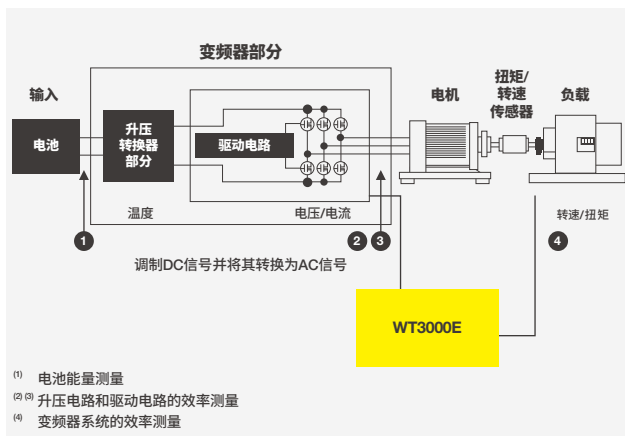 变频器部分
输入
电池
升压
转换器
部分
驱动电路
电机
扭矩/
转速
传感器
负载
温度
电压/电流
转速/扭矩
1
2
3
4
调制DC信号并将其转换为AC信号
WT3000E
(1) 电池能量测量
(2) (3) 升压电路和驱动电路的效率测量
(4) 变频器系统的效率测量